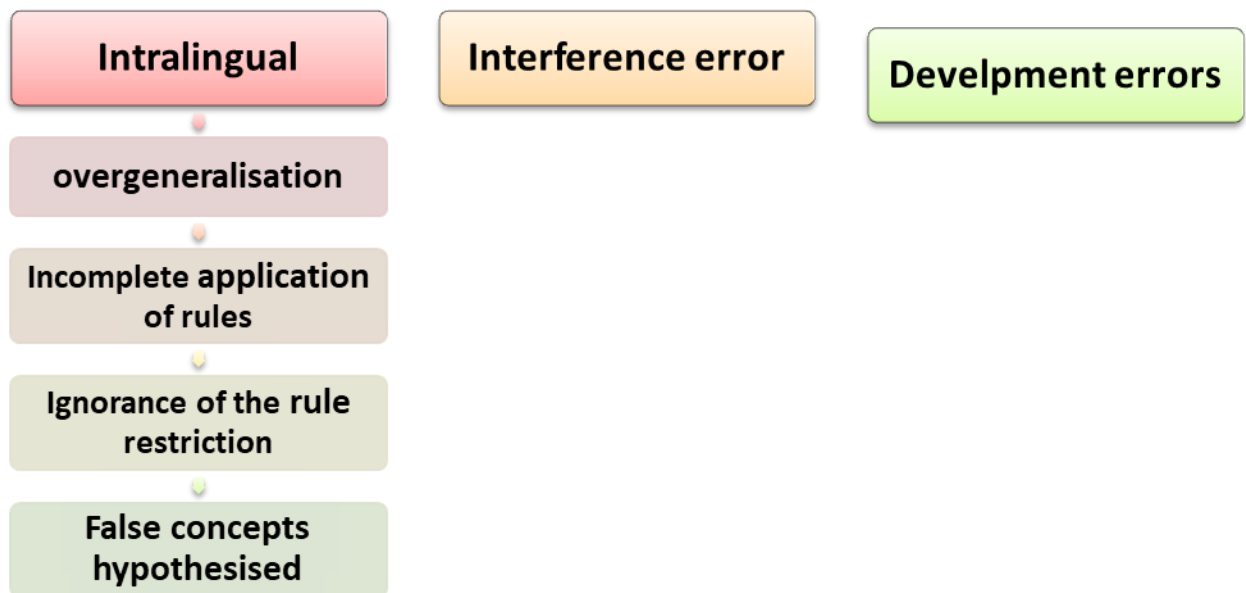 Intralingual
Interference error
Develpment errors
overgeneralisation
Incomplete application
of rules
Ignorance of the rule
restriction
False concepts
hypothesised